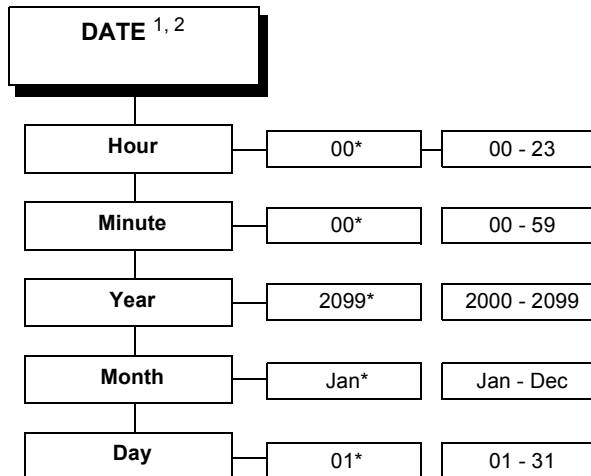 DATE 1, 2
Hour 00* 00 - 23
Minute 00* 00 - 59
Year 2099* 2000 - 2099
Month Jan* Jan - Dec
Day 01* 01 - 31